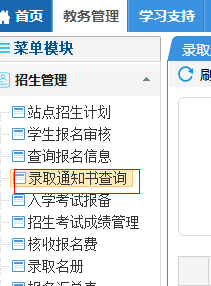 首页 教务管理 学习支持
菜单模块
录取
招生管理
刷
站点招生计划
学生报名审核
查询报名信息
录取通知书查询
入学考试报备
招生考试成绩管理
核收报名费
录取名册